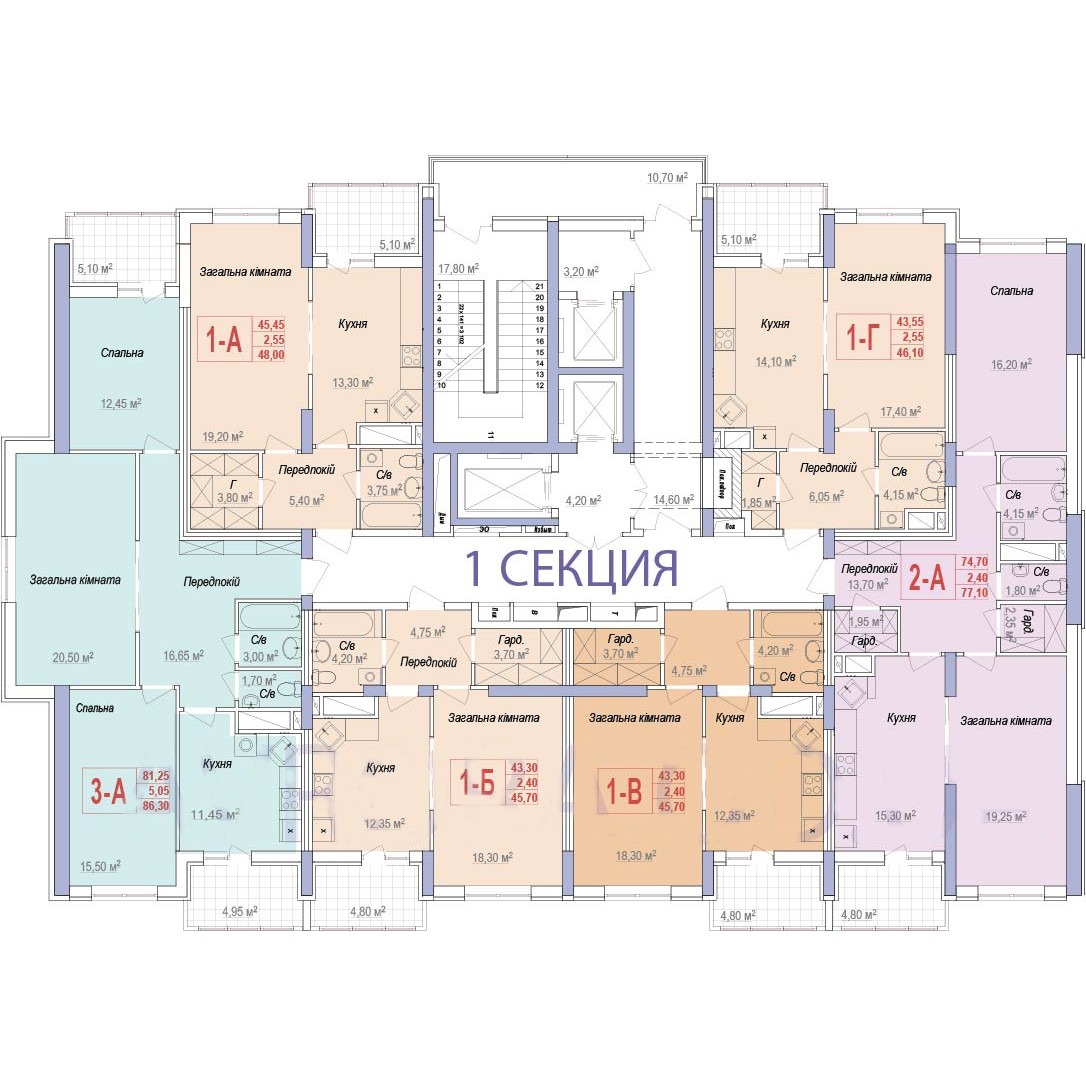 10,70 м²
5,10 м²
5,10 м²
5,10 м²
17,80 м²
3,20 м²
Загальна кімната
Кухня
Кухня
Загальна кімната
Спальна
1-А
45,45
2,55
48,00
1-Г
43,55
2,55
46,10
Спальна
12,45 м²
13,30 м²
14,10 м²
16,20 м²
19,20 м²
17,40 м²
1
2
3
4
5
6
7
8
9
10
21
20
19
18
17
16
15
14
13
12
11
x
x
Передпокій
5,40 м²
Г
3,80 м²
С/в
3,75 м²
Г
1,85 м²
Передпокій
6,05 м²
С/в
4,15 м²
С/в
4,15 м²
4,20 м²
14,60 м²
ЭО
1 СЕКЦИЯ
Загальна кімната
20,50 м²
Передпокій
16,65 м²
С/в
3,00 м²
1,70 м²
С/в
Передпокій
13,70 м²
2-А
74,70
2,40
77,10
С/в
1,80 м²
1,95 м²
Гард.
2,35 м²
Гард.
С/в
4,20 м²
4,75 м²
Передпокій
Гард.
3,70 м²
В
Т
Гард.
3,70 м²
4,75 м²
4,20 м²
С/в
Спальна
3-А
81,25
5,05
86,30
15,50 м²
Кухня
11,45 м²
x
Кухня
12,35 м²
x
Загальна кімната
1-Б
43,30
2,40
45,70
18,30 м²
Загальна кімната
1-В
43,30
2,40
45,70
18,30 м²
Кухня
12,35 м²
x
Кухня
15,30 м²
x
Загальна кімната
19,25 м²
4,95 м²
4,80 м²
4,80 м²
4,80 м²